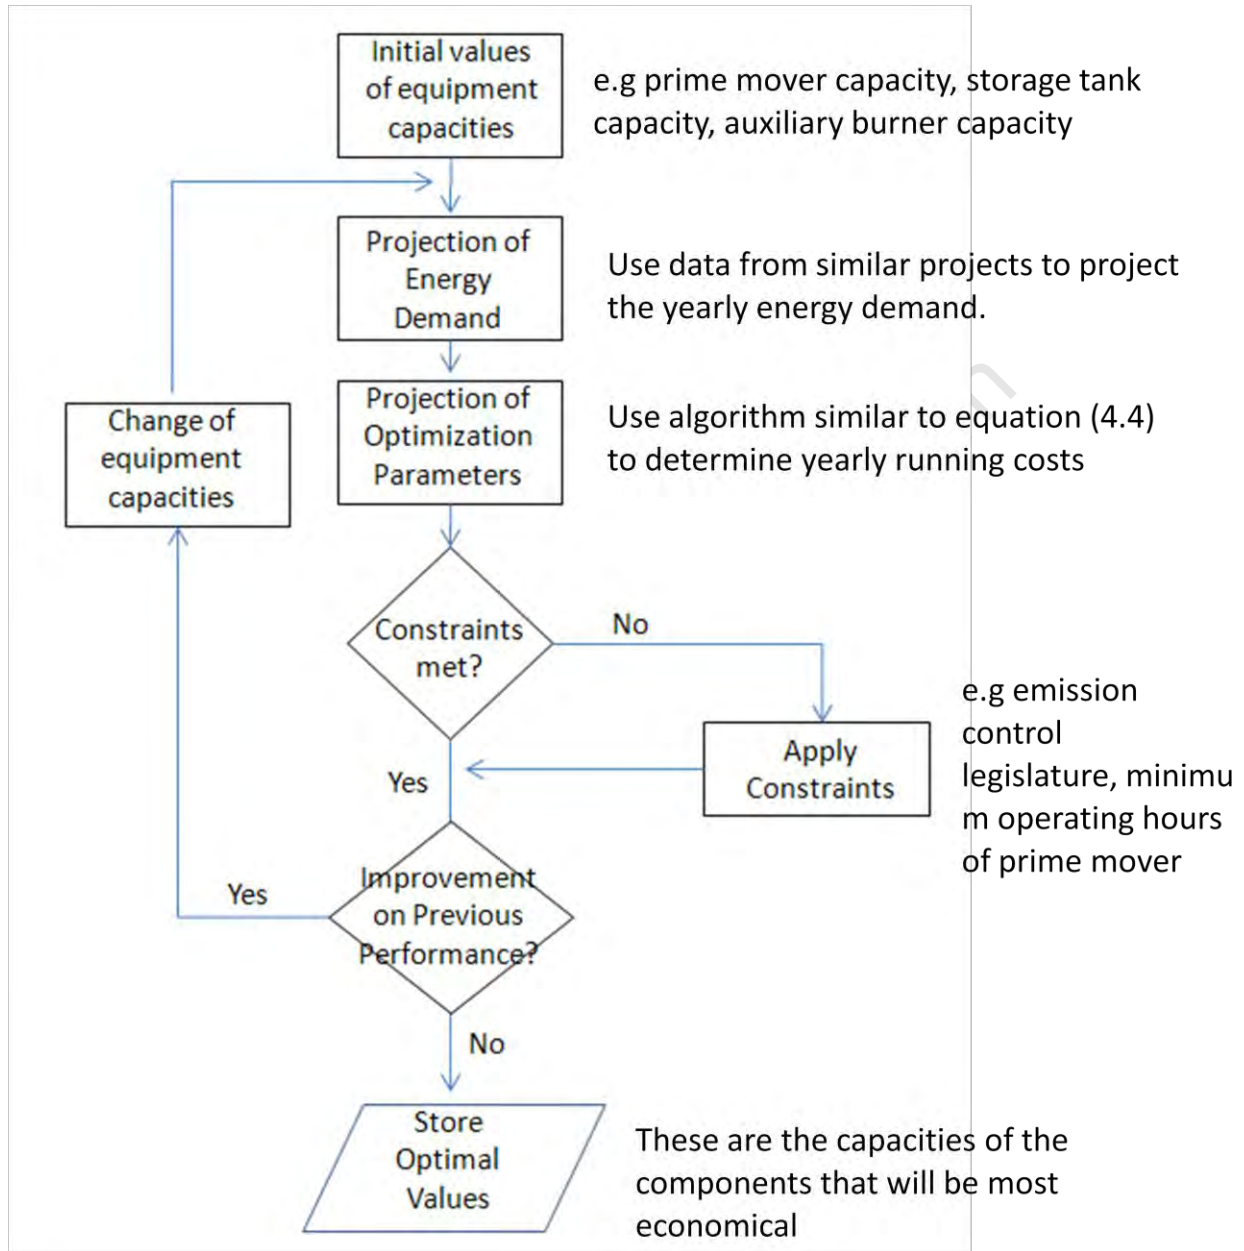 Initial values
of equipment
capacities
e.g prime mover capacity, storage tank
capacity, auxiliary burner capacity
Projection of
Energy
Demand
Use data from similar projects to project
the yearly energy demand.
Projection of
Optimization
Parameters
Use algorithm similar to equation (4.4)
to determine yearly running costs
Change of
equipment
capacities
Constraints
met?
No
Yes
Apply
Constraints
e.g emission
control
legislature, minimu
m operating hours
of prime mover
Improvement
on Previous
Performance?
Yes
No
Store
Optimal
Values
These are the capacities of the
components that will be most
economical